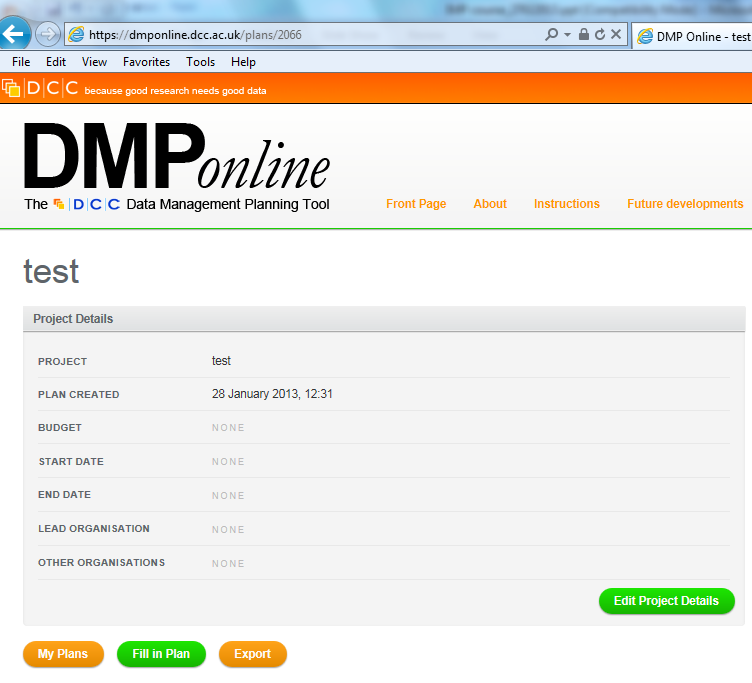 https://dmponline.dcc.ac.uk/plans/2066
DMP Online - test
File Edit View Favorites Tools Help
DCC because good research needs good data
DMPonline
The DCC Data Management Planning Tool
Front Page About Instructions Future developments
test
Project Details
PROJECT test
PLAN CREATED 28 January 2013, 12:31
BUDGET NONE
START DATE NONE
END DATE NONE
LEAD ORGANISATION NONE
OTHER ORGANISATIONS NONE
Edit Project Details
My Plans Fill in Plan Export